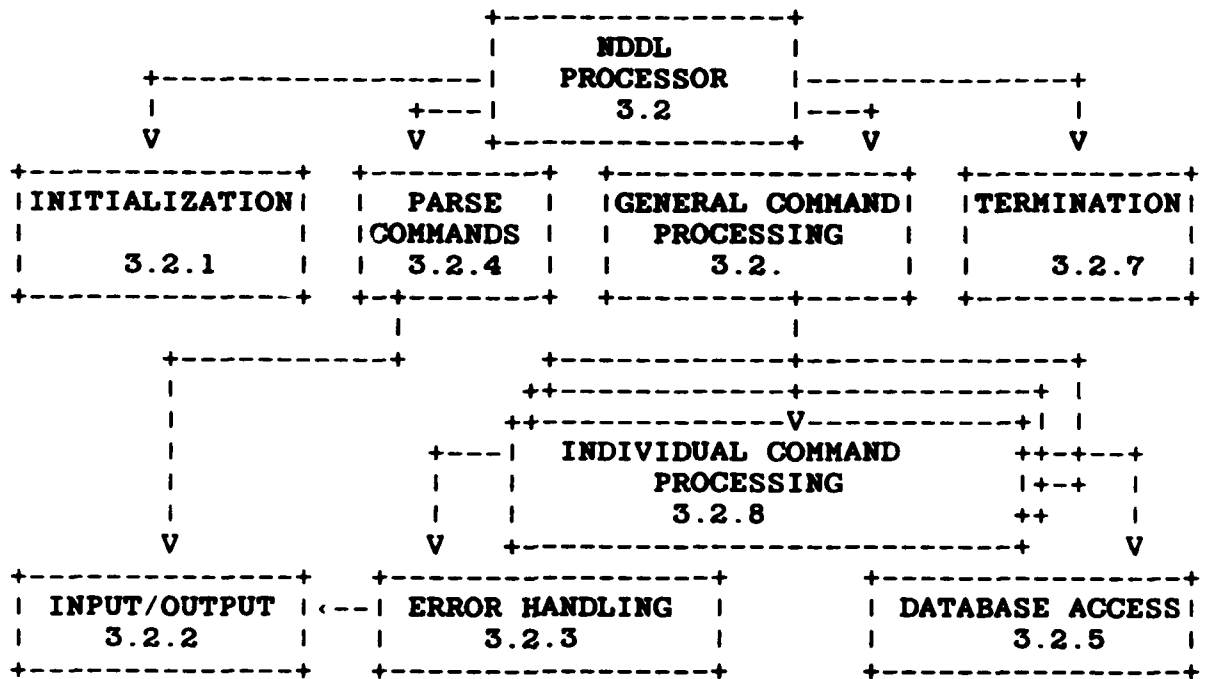 NDDL
PROCESSOR
3.2
INITIALIZATION
3.2.1
PARSE
COMMANDS
3.2.4
GENERAL COMMAND
PROCESSING
3.2.
TERMINATION
3.2.7
INDIVIDUAL COMMAND
PROCESSING
3.2.8
INPUT/OUTPUT
3.2.2
ERROR HANDLING
3.2.3
DATABASE ACCESS
3.2.5